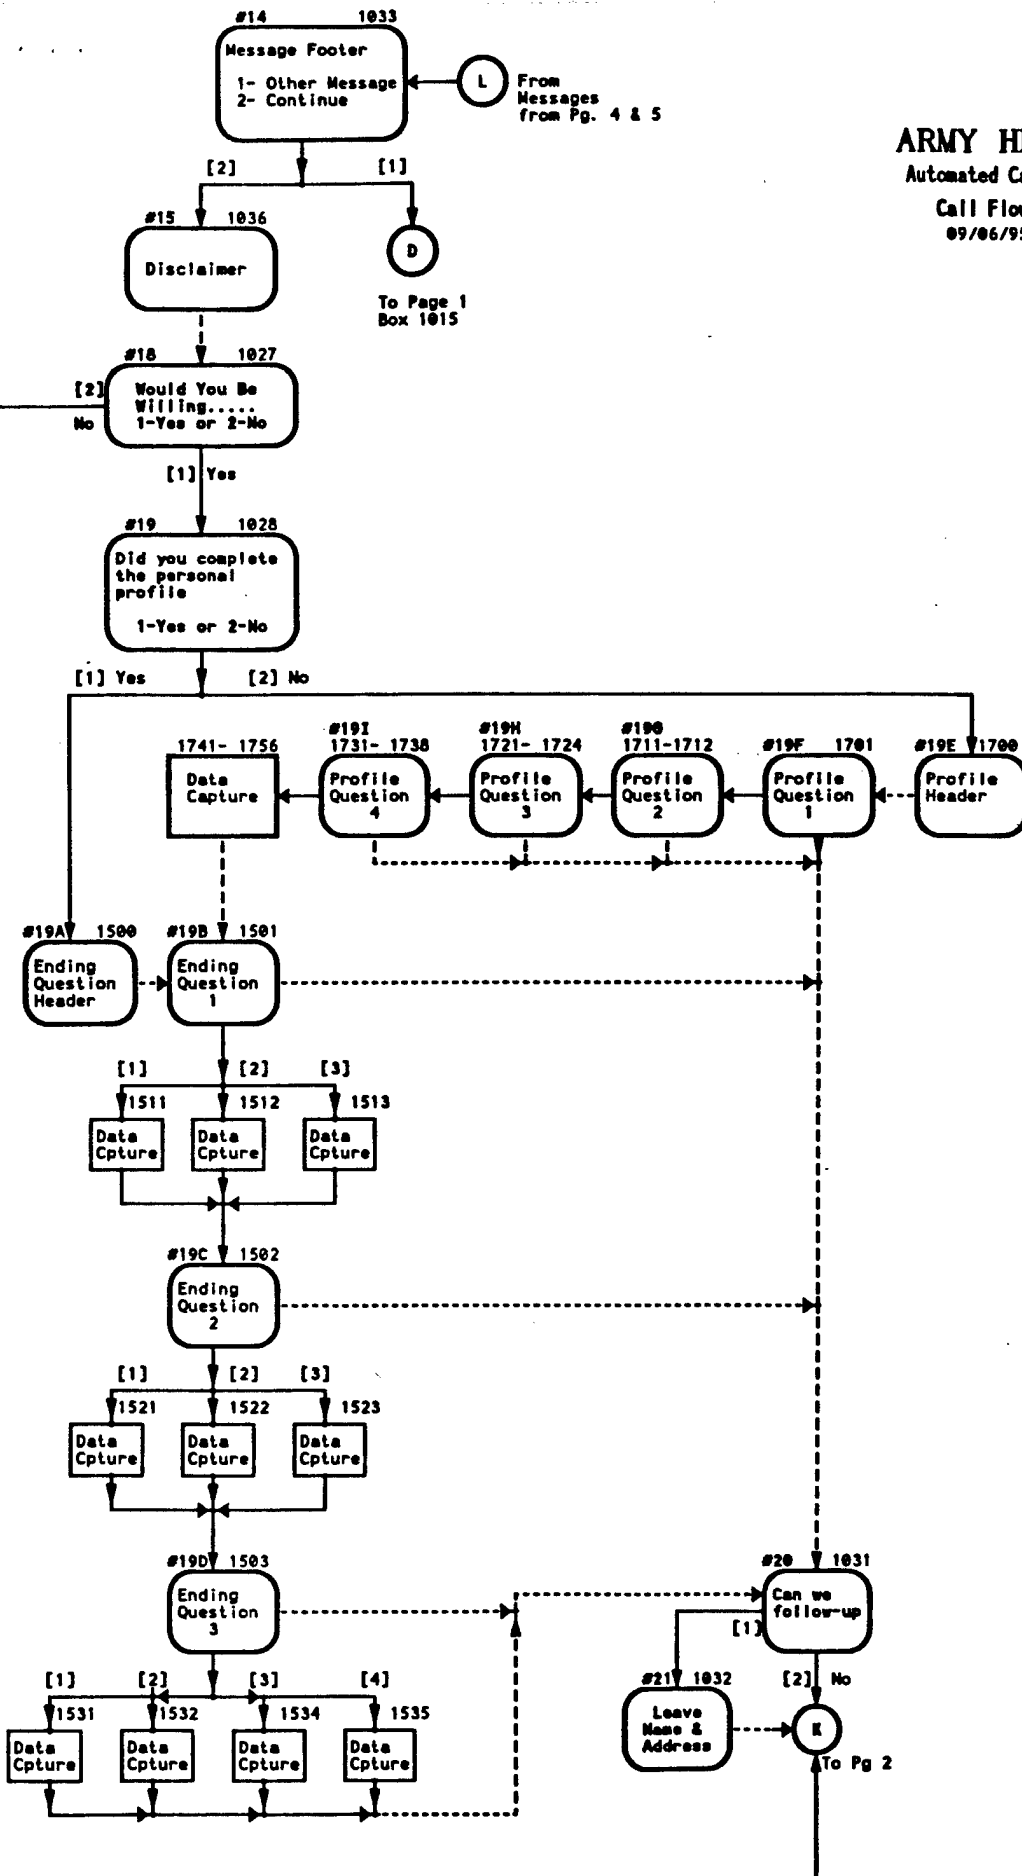 #14 1033
Message Footer
1- Other Message
2- Continue
L
From
Messages
from Pg. 4 & 5
ARMY
Automated
Call
09/06/95
[2] [1]
#15 1036
Disclaimer
D
To Page 1
Box 1015
#18 1027
[2]
No
Would You Be
Willing.....
1-Yes or 2-No
[1] Yes
#19 1028
Did you complete
the personal
profile
1-Yes or 2-No
[1] Yes [2] No
1741- 1756
Data
Capture
#19I
1731- 1738
Profile
Question
4
#19H
1721- 1724
Profile
Question
3
#19G
1711-1712
Profile
Question
2
#19F 1701
Profile
Question
1
#19E 1700
Profile
Header
#19A 1500
Ending
Question
Header
#19B 1501
Ending
Question
1
[1] [2] [3]
1511 1512 1513
Data
Cpture
Data
Cpture
Data
Cpture
#19C 1502
Ending
Question
2
[1] [2] [3]
1521 1522 1523
Data
Cpture
Data
Cpture
Data
Cpture
#19D 1503
Ending
Question
3
#20 1031
Can we
follow-up
[1]
[2] No
#21 1032
Leave
Name &
Address
K
To Pg 2
[1] [2] [3] [4]
1531 1532 1534 1535
Data
Cpture
Data
Cpture
Data
Cpture
Data
Cpture